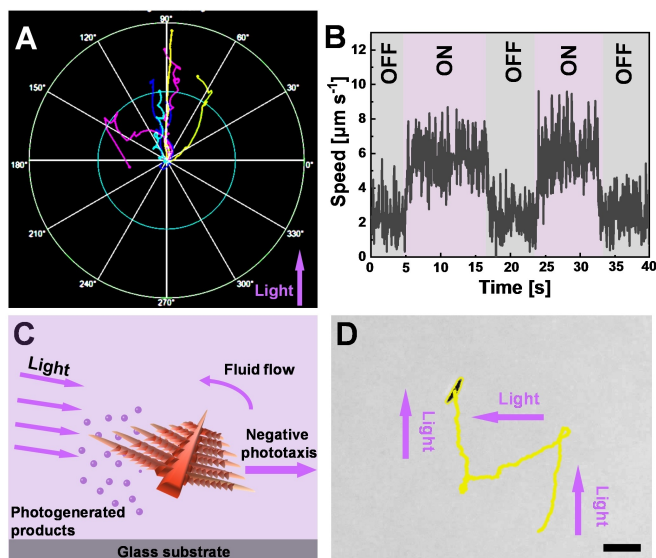 A
90°
120°
60°
150°
30°
180°
0°
210°
330°
240°
300°
270°
Light
B
Speed [µm s⁻¹]
12
10
8
6
4
2
0
OFF
ON
OFF
ON
OFF
0 5 10 15 20 25 30 35 40
Time [s]
C
Light
Fluid flow
Negative
phototaxis
Photogenerated
products
Glass substrate
D
Light
Light
Light